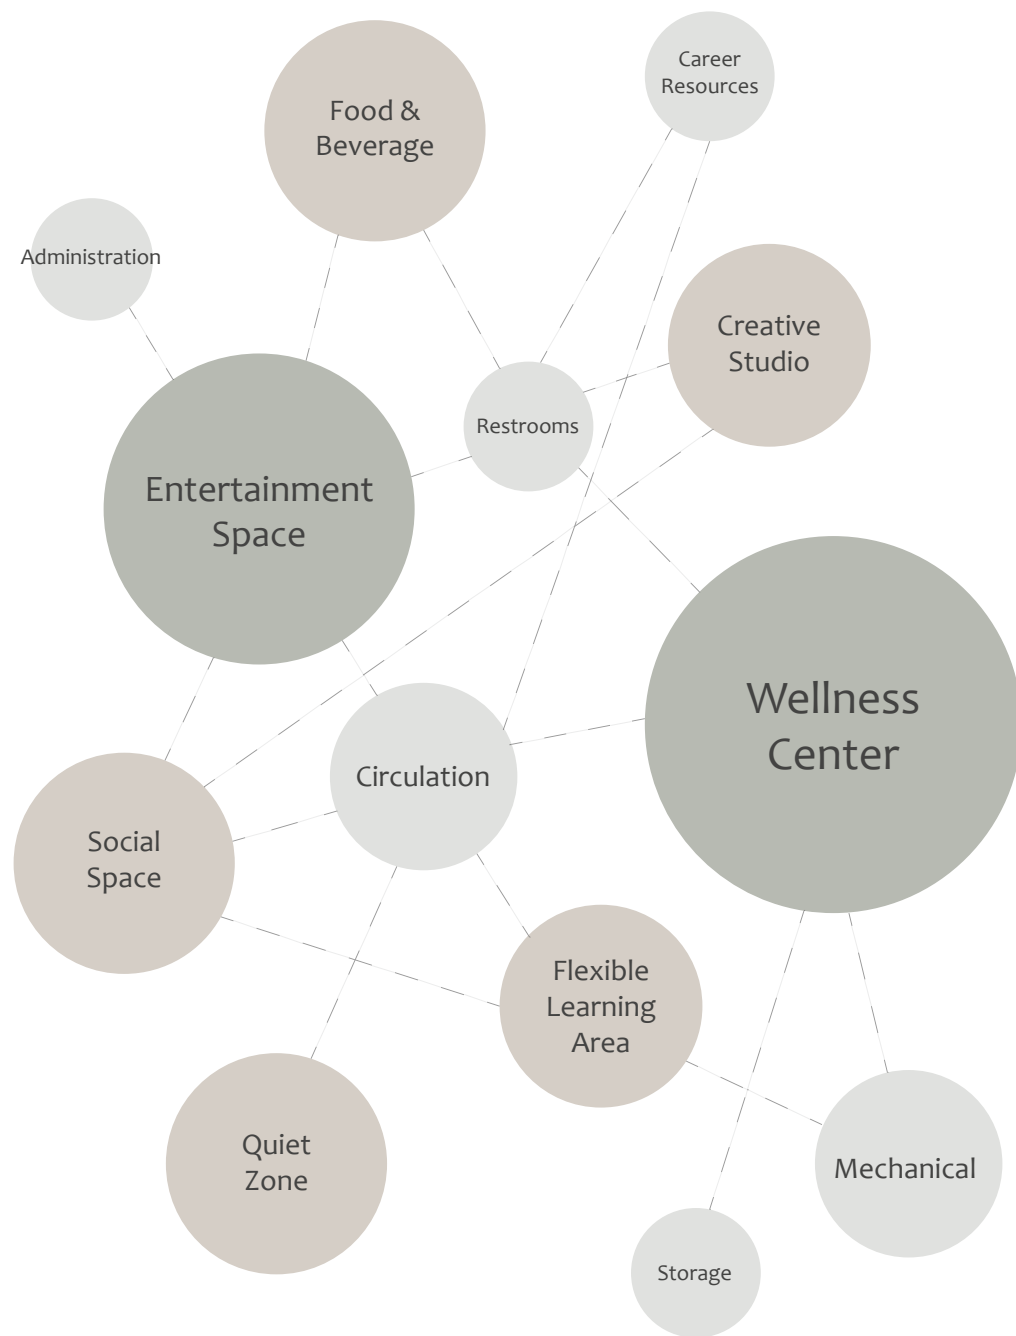 Career
Resources
Food &
Beverage
Administration
Creative
Studio
Restrooms
Entertainment
Space
Wellness
Center
Circulation
Social
Space
Flexible
Learning
Area
Quiet
Zone
Mechanical
Storage